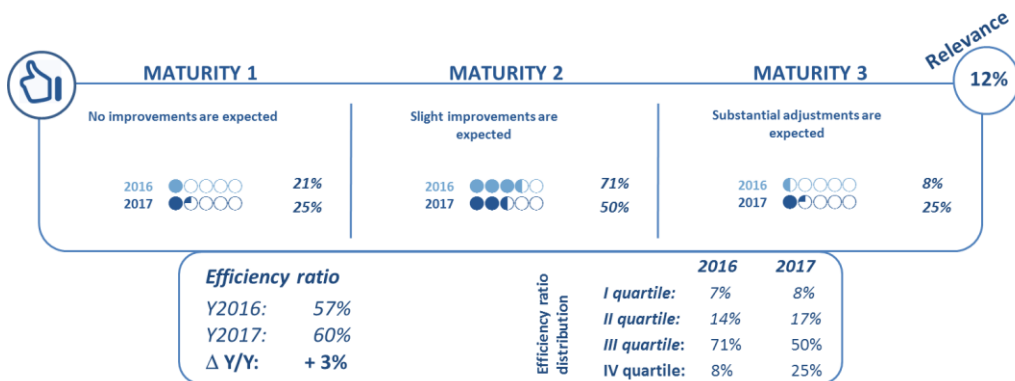 Relevance
12%
MATURITY 1
MATURITY 2
MATURITY 3
No improvements are expected
Slight improvements are
expected
Substantial adjustments are
expected
2016 21%
2017 25%
2016 71%
2017 50%
2016 8%
2017 25%
Efficiency ratio
Y2016: 57%
Y2017: 60%
Δ Y/Y: + 3%
Efficiency ratio
distribution
2016 2017
I quartile: 7% 8%
II quartile: 14% 17%
III quartile: 71% 50%
IV quartile: 8% 25%